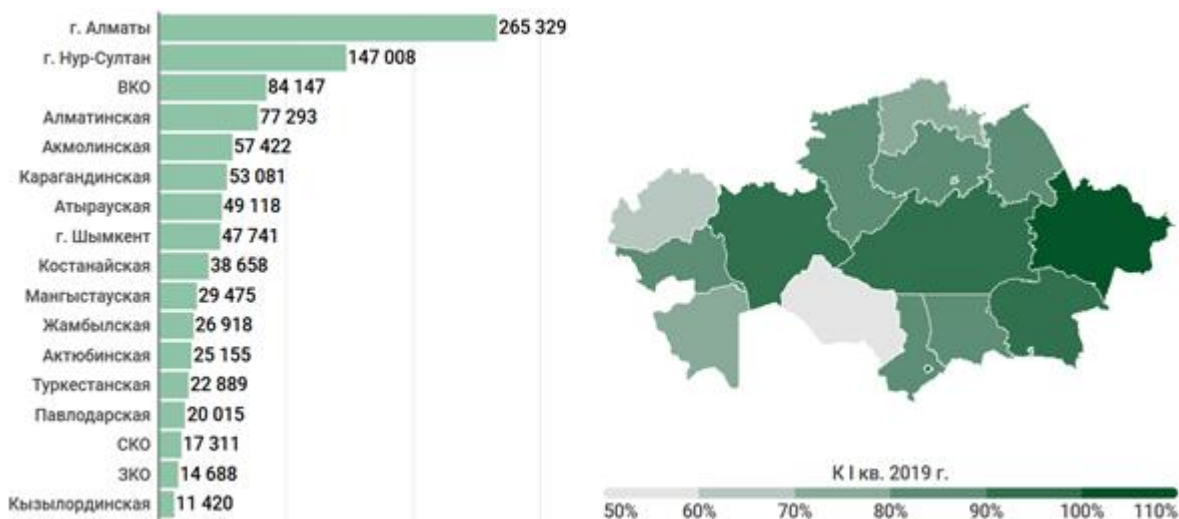 г. Алматы 265 329
г. Нур-Султан 147 008
ВКО 84 147
Алматинская 77 293
Акмолинская 57 422
Карагандинская 53 081
Атырауская 49 118
г. Шымкент 47 741
Костанайская 38 658
Мангыстауская 29 475
Жамбылская 26 918
Актюбинская 25 155
Туркестанская 22 889
Павлодарская 20 015
СКО 17 311
ЗКО 14 688
Кызылординская 11 420
К I кв. 2019 г.
50% 60% 70% 80% 90% 100% 110%